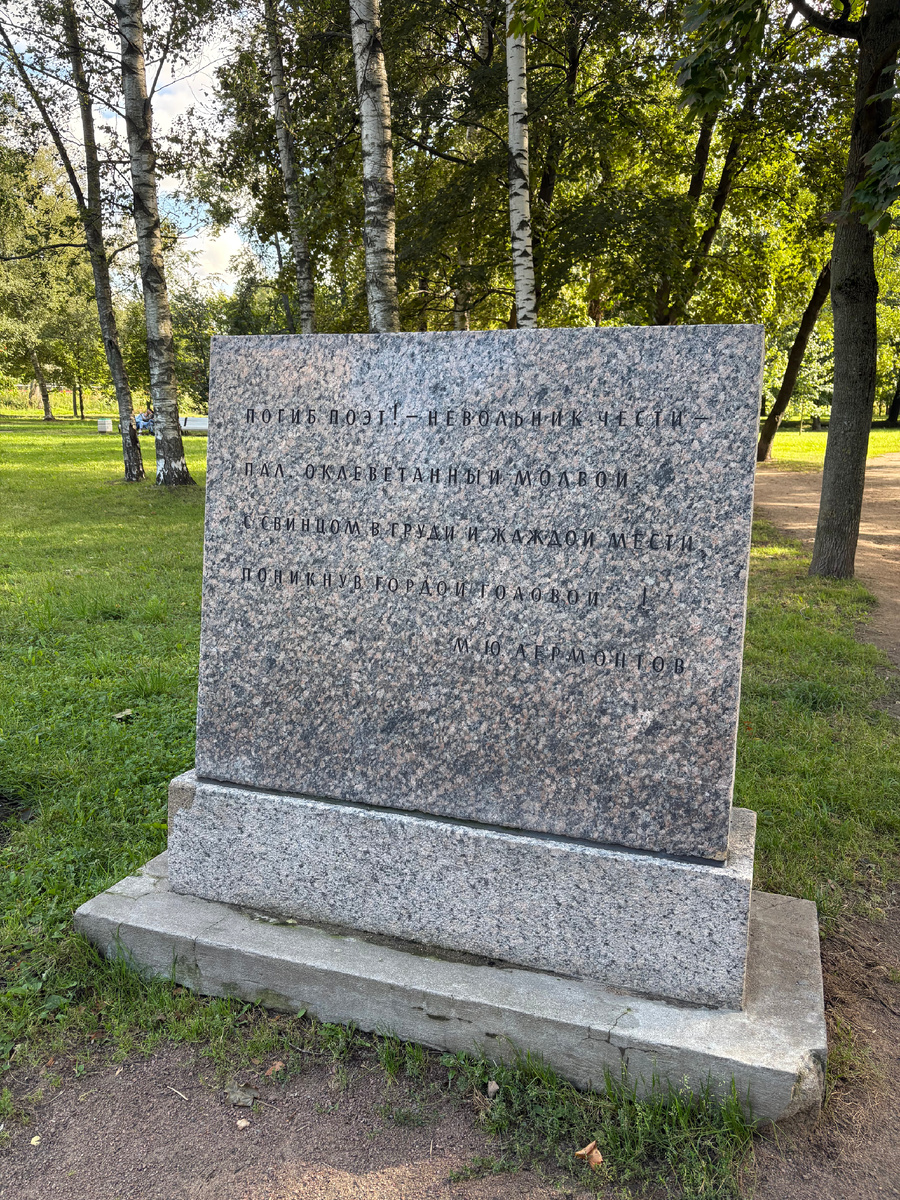 ПОГИБ ПОЭТ! – НЕВОЛЬНИК ЧЕСТИ –
ПАЛ, ОКЛЕВЕТАННЫЙ МОЛВОЙ,
С СВИНЦОМ В ГРУДИ И ЖАЖДОЙ МЕСТИ,
ПОНИКНУВ ГОРДОЙ ГОЛОВОЙ !
М.Ю ЛЕРМОНТОВ